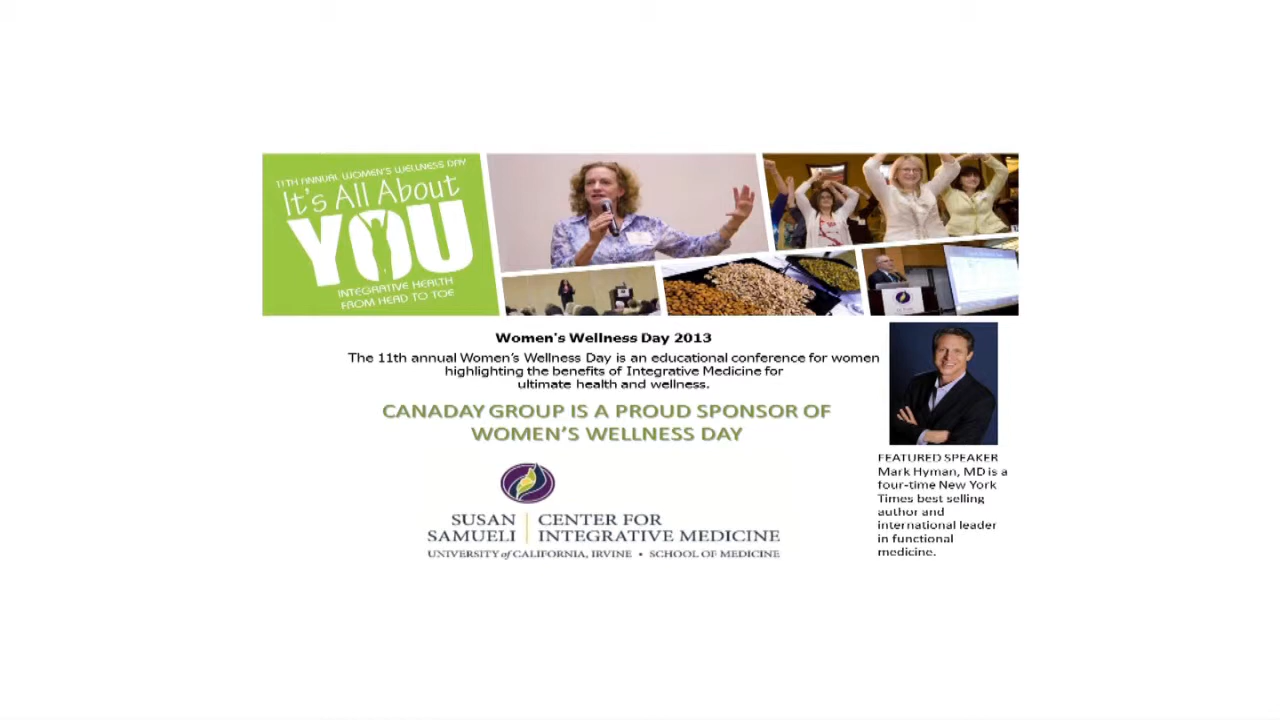 11TH ANNUAL WOMEN'S WELLNESS DAY
It's All About
YOU
INTEGRATIVE HEALTH
FROM HEAD TO TOE
Women's Wellness Day 2013
The 11th annual Women's Wellness Day is an educational conference for women
highlighting the benefits of Integrative Medicine for
ultimate health and wellness.
CANADAY GROUP IS A PROUD SPONSOR OF
WOMEN'S WELLNESS DAY
SUSAN
SAMUELI
CENTER FOR
INTEGRATIVE MEDICINE
UNIVERSITY of CALIFORNIA, IRVINE • SCHOOL OF MEDICINE
FEATURED SPEAKER
Mark Hyman, MD is a
four-time New York
Times best selling
author and
international leader
in functional
medicine.